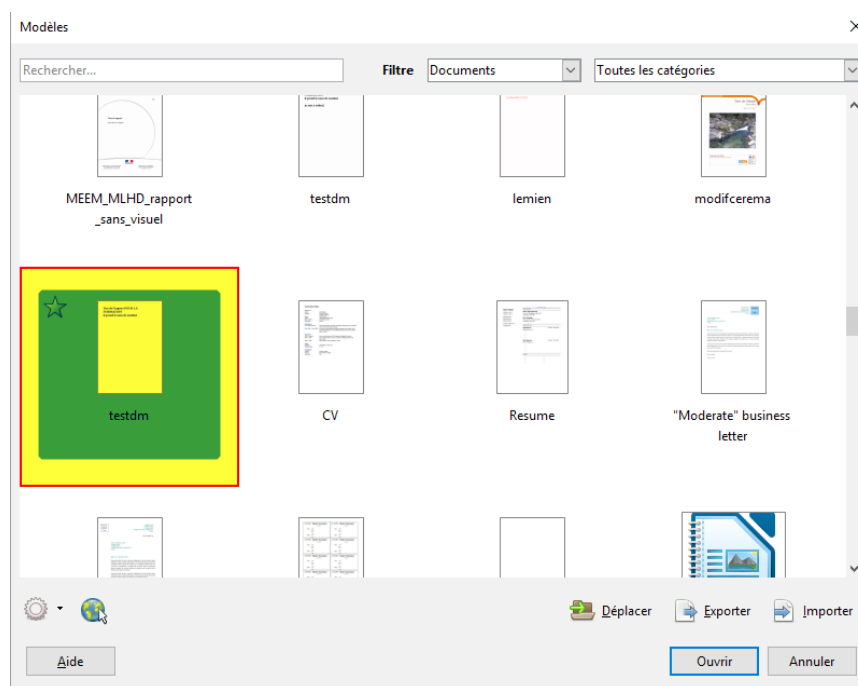 Modèles
Rechercher...
Filtre
Documents
Toutes les catégories
MEEM_MLHD_rapport
_sans_visuel
testdm
lemien
modifcerema
testdm
CV
Resume
"Moderate" business
letter
Déplacer
Exporter
Importer
Aide
Ouvrir
Annuler